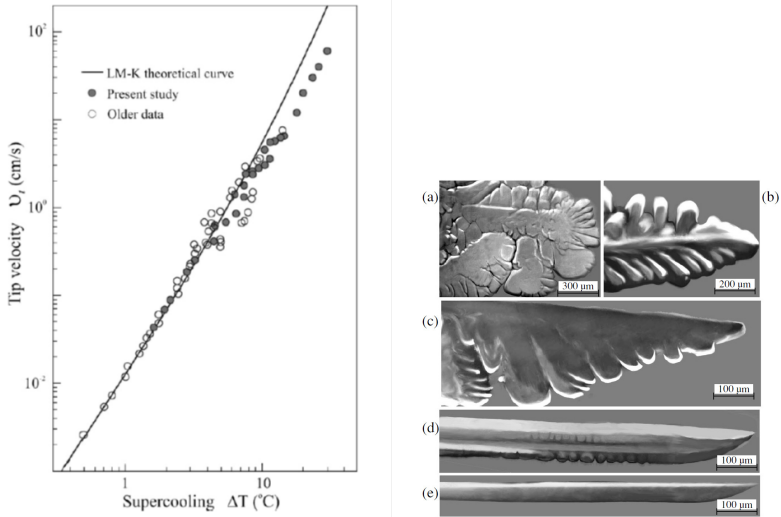 10²
10⁰
10⁻²
Tip velocity υₜ (cm/s)
LM-K theoretical curve
Present study
Older data
1
10
Supercooling ΔT (°C)
(a)
300 μm
(b)
200 μm
(c)
100 μm
(d)
100 μm
(e)
100 μm